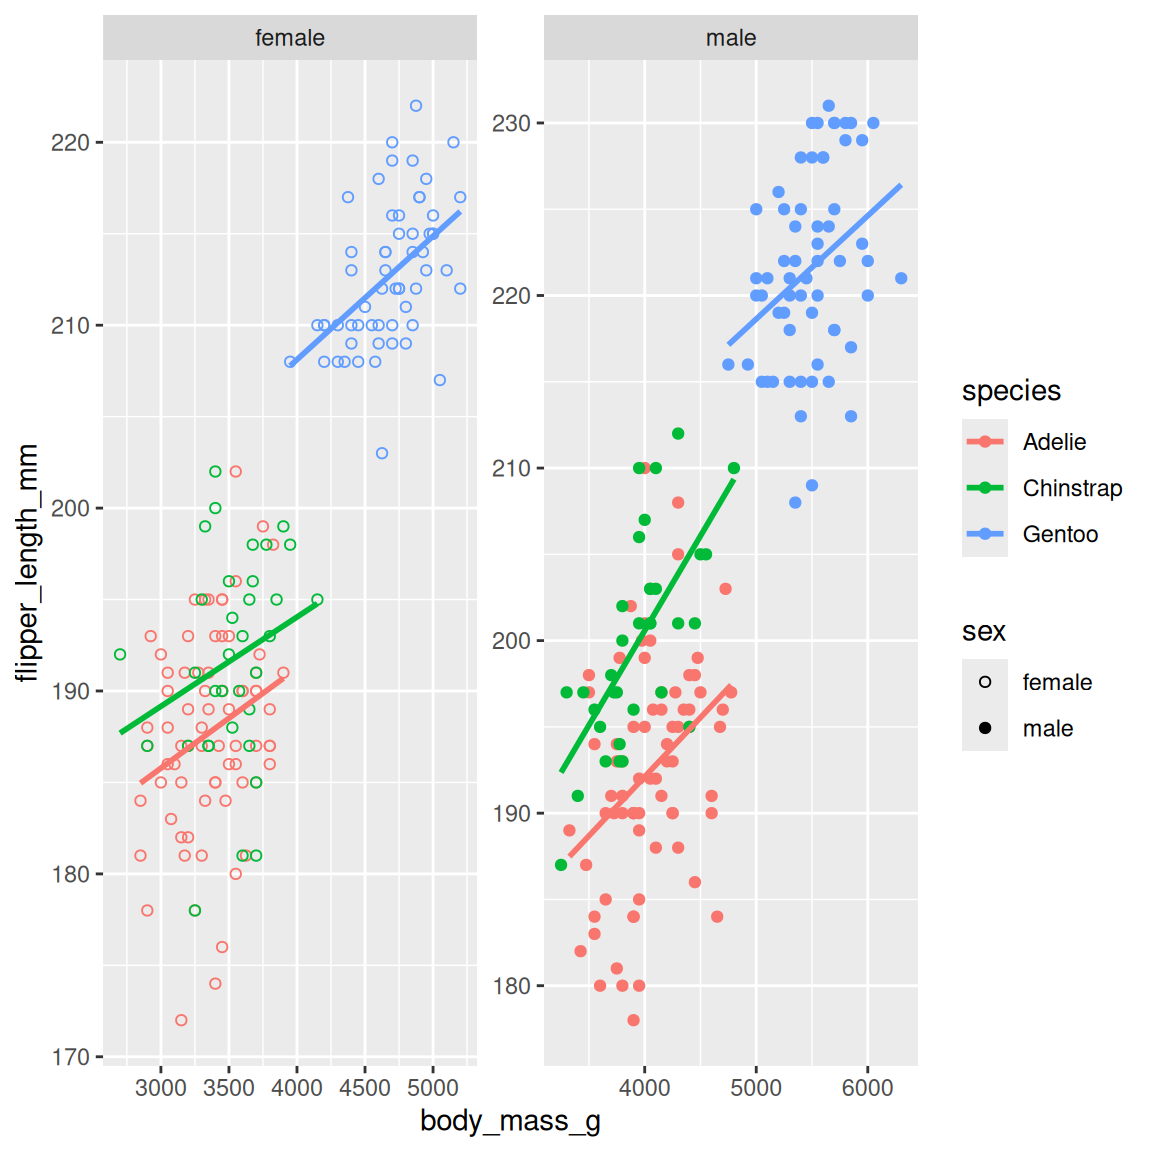 female
male
220
210
200
190
180
170
230
220
210
200
190
180
3000 3500 4000 4500 5000
4000 5000 6000
flipper_length_mm
body_mass_g
species
Adelie
Chinstrap
Gentoo
sex
female
male